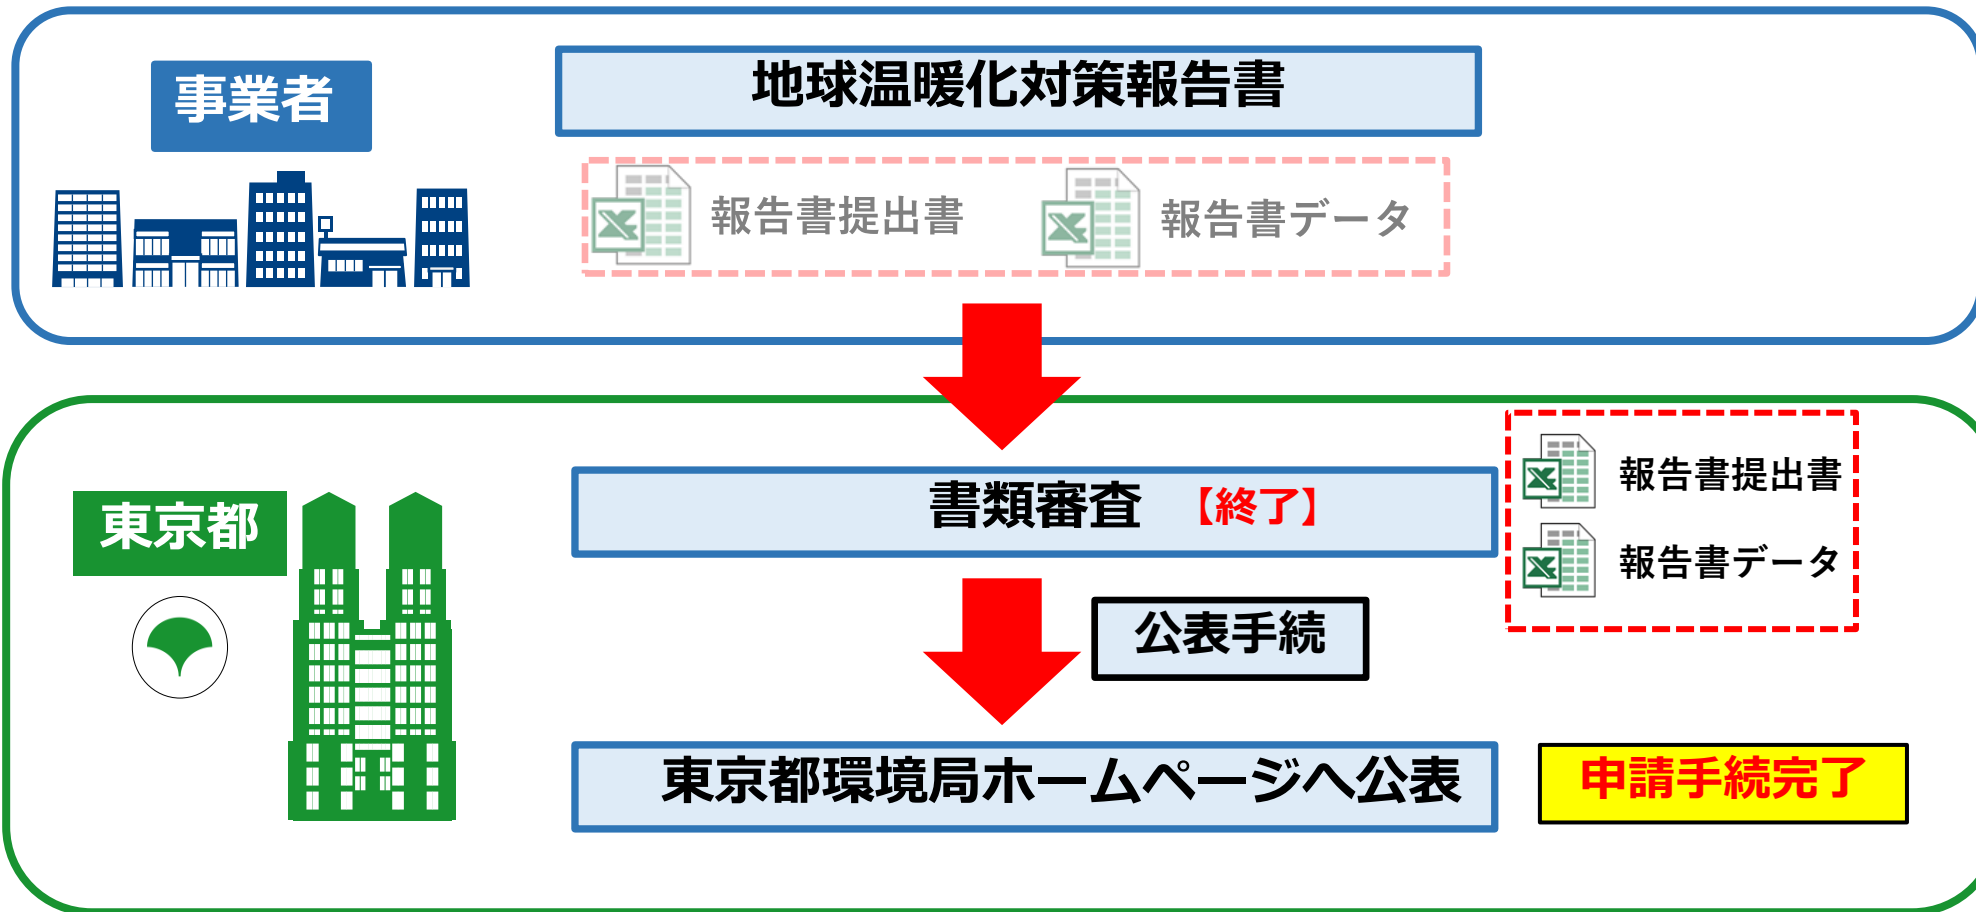 事業者
地球温暖化対策報告書
報告書提出書
報告書データ
東京都
書類審査 【終了】
報告書提出書
報告書データ
公表手続
東京都環境局ホームページへ公表
申請手続完了